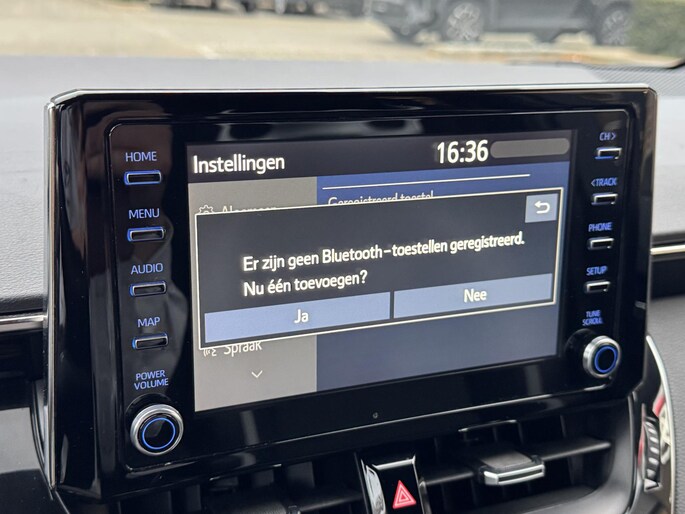 HOME
MENU
AUDIO
MAP
POWER
VOLUME
Instellingen
16:36
Algemeen
Geregistreerd toestel
Er zijn geen Bluetooth-toestellen geregistreerd.
Nu één toevoegen?
Ja
Nee
Spraak
CH >
< TRACK
PHONE
SETUP
TUNE
SCROLL